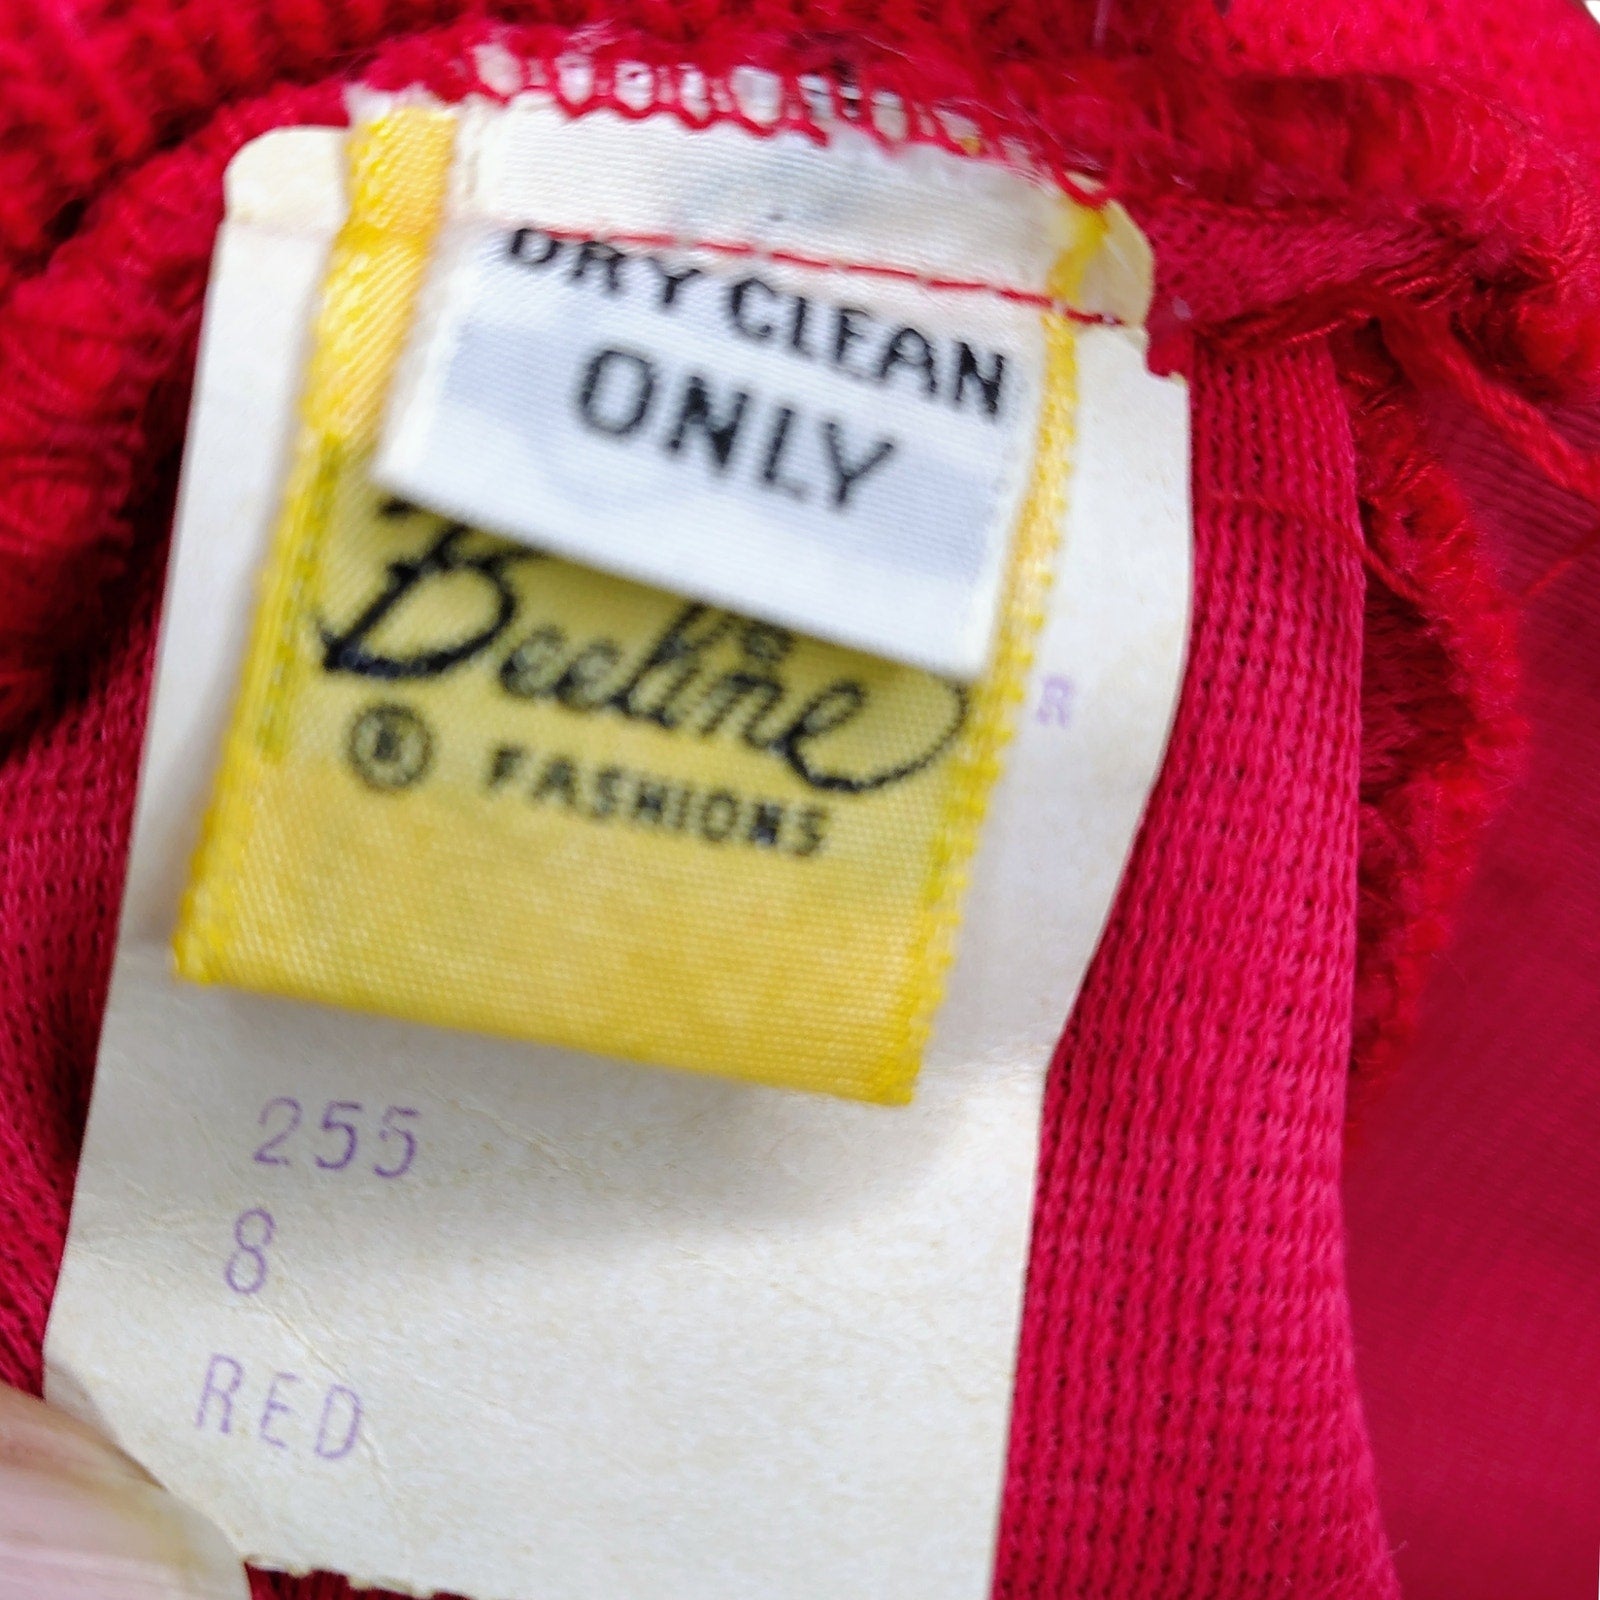 DRY CLEAN
ONLY
Beeline
® FASHIONS
255
8
RED